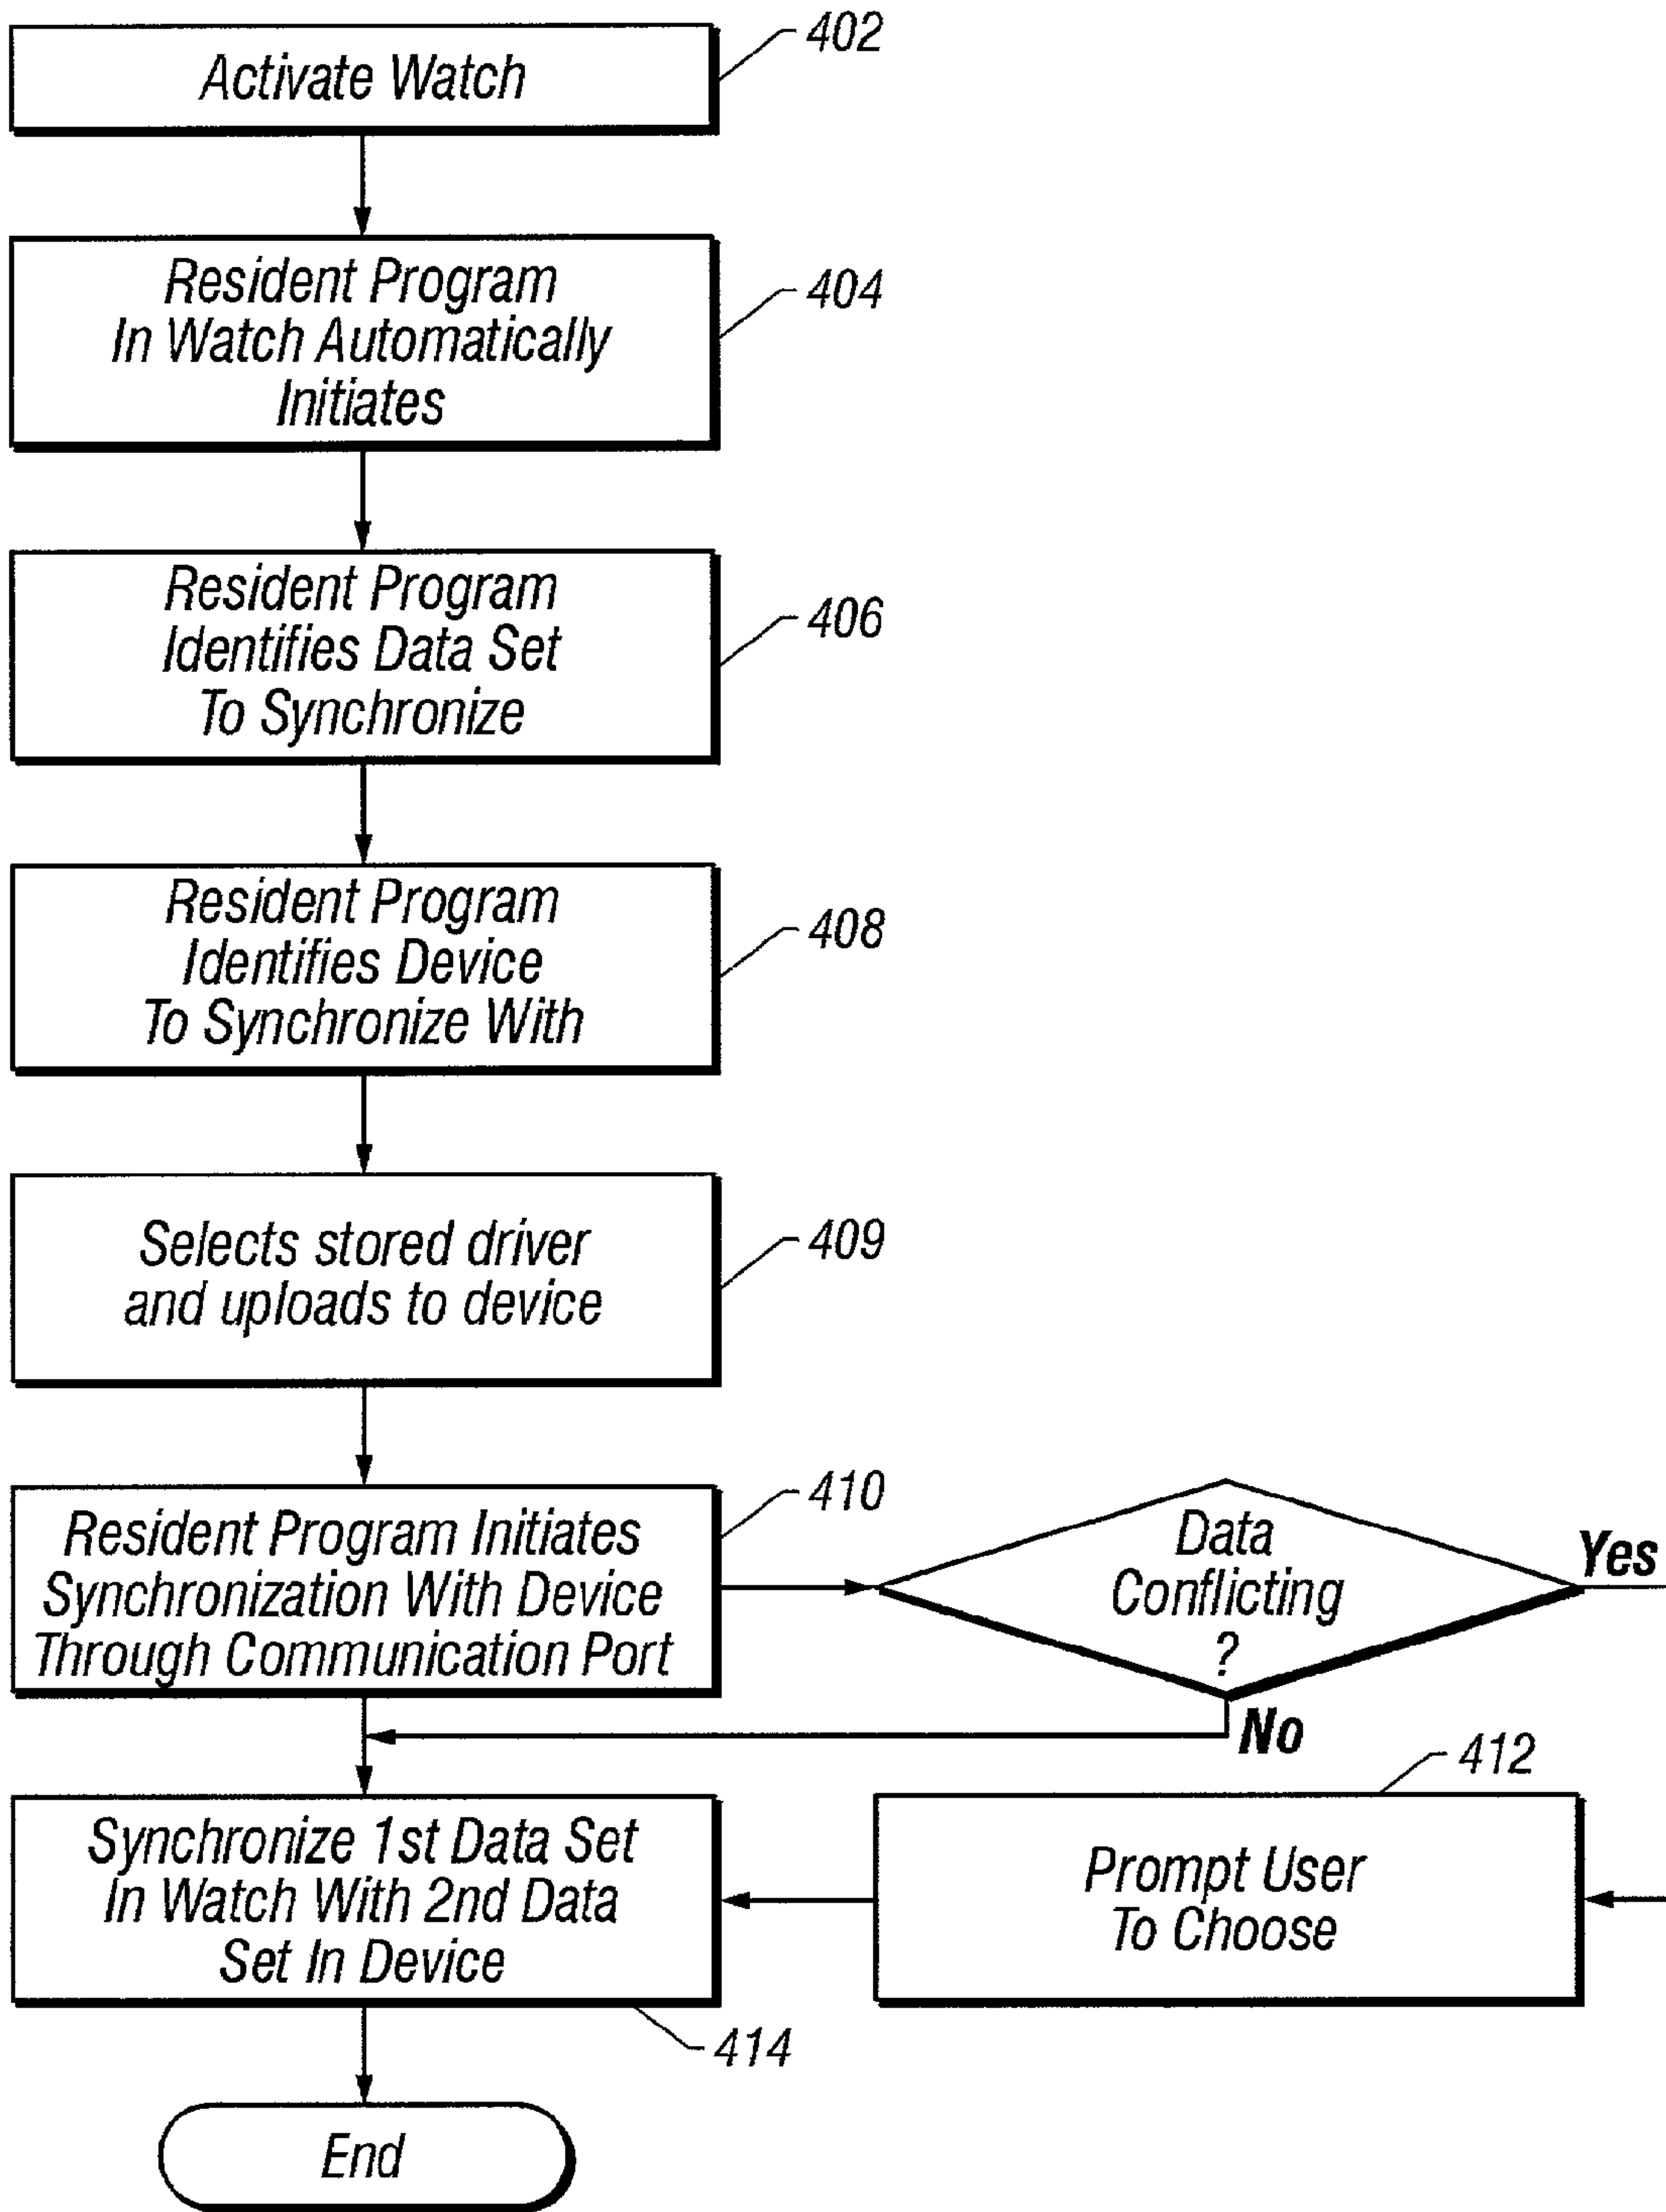 402
Activate Watch
Resident Program
In Watch Automatically
Initiates
404
Resident Program
Identifies Data Set
To Synchronize
406
Resident Program
Identifies Device
To Synchronize With
408
Selects stored driver
and uploads to device
409
410
Resident Program Initiates
Synchronization With Device
Through Communication Port
Data
Conflicting
?
Yes
No
412
Prompt User
To Choose
Synchronize 1st Data Set
In Watch With 2nd Data
Set In Device
414
End